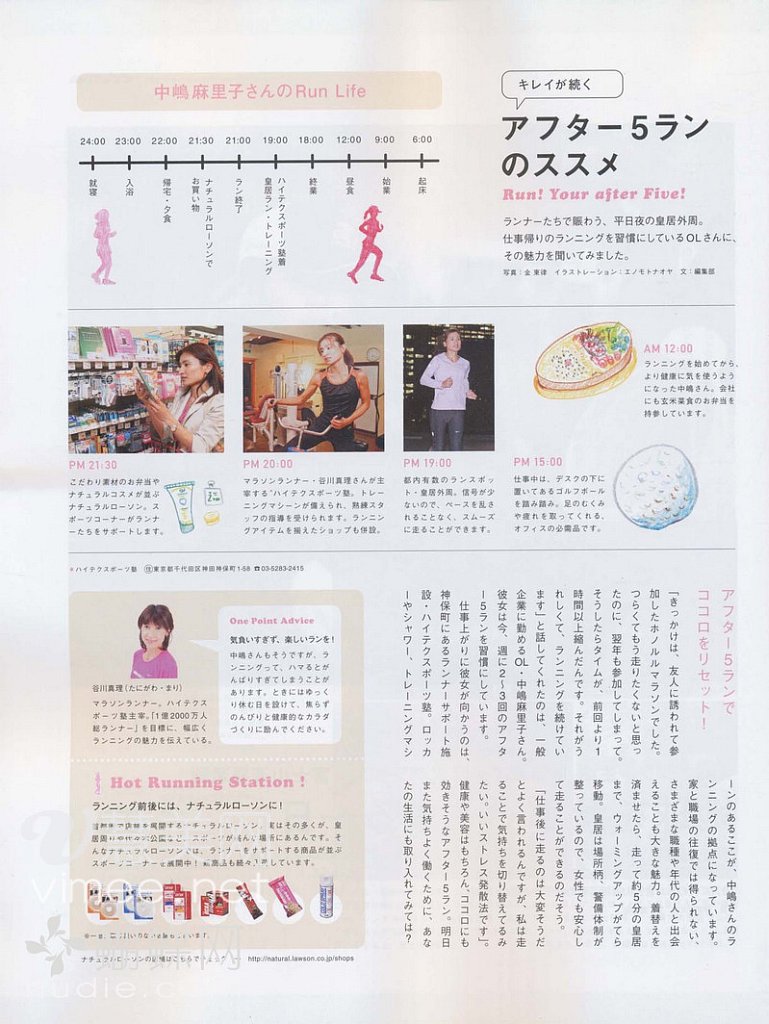 中嶋麻里子さんのRun Life
24:00 23:00 22:00 21:30 21:00 19:00 18:00 12:00 9:00 6:00
就寝
入浴
帰宅・夕食
ナチュラルローソンで
お買い物
ラン終了
ハイテクスポーツ塾着
皇居ラン・トレーニング
終業
昼食
始業
起床
キレイが続く
アフター5ラン
のススメ
Run! Your after Five!
ランナーたちで賑わう、平日夜の皇居外周。
仕事帰りのランニングを習慣にしているOLさんに、
その魅力を聞いてみました。
写真:金 東律 イラストレーション:エノモトナオヤ 文:編集部
AM 12:00
ランニングを始めてから、
より健康に気を使うよう
になった中嶋さん。会社
にも玄米菜食のお弁当を
持参しています。
PM 15:00
仕事中は、デスクの下に
置いてあるゴルフボール
を踏み踏み。足のむくみ
や疲れを取ってくれる、
オフィスの必需品です。
PM 19:00
都内有数のランスポッ
ト・皇居外周。信号が少
ないので、ペースを乱さ
れることなく、スムーズ
に走ることができます。
PM 20:00
マラソンランナー・谷川真理さんが主
宰する*ハイテクスポーツ塾。トレー
ニングマシーンが備えられ、熟練スタ
ッフの指導を受けられます。ランニン
グアイテムを揃えたショップも併設。
PM 21:30
こだわり素材のお弁当や
ナチュラルコスメが並ぶ
ナチュラルローソン。ス
ポーツコーナーがランナ
ーたちをサポートします。
*ハイテクスポーツ塾 住東京都千代田区神田神保町1-58 ☎03-5283-2415
アフター5ランで
ココロをリセット!
「きっかけは、友人に誘われて参
加したホノルルマラソンでした。
つらくてもう走りたくないと思っ
たのに、翌年も参加してしまって。
そうしたらタイムが、前回より1
時間以上縮んだんです。それがう
れしくて、ランニングを続けてい
ます」と話してくれたのは、一般
企業に勤めるOL・中嶋麻里子さん。
彼女は今、週に2〜3回のアフタ
ー5ランを習慣にしています。
仕事上がりに彼女が向かうのは、
神保町にあるランナーサポート施
設・ハイテクスポーツ塾。ロッカ
ーやシャワー、トレーニングマシ
ーンのあるここが、中嶋さんのラ
ンニングの拠点になっています。
家と職場の往復では得られない、
さまざまな職種や年代の人と出会
えることも大きな魅力。着替えを
済ませたら、走って約5分の皇居
まで、ウォーミングアップがてら
移動。皇居は場所柄、警備体制が
整っているので、女性でも安心し
て走ることができるのだそう。
「仕事後に走るのは大変そうだ
とよく言われるんですが、私は走
ることで気持ちを切り替えてるみ
たい。いいストレス発散法です」。
健康や美容はもちろん、ココロにも
効きそうなアフター5ラン。明日
また気持ちよく働くために、あな
たの生活にも取り入れてみては?
One Point Advice
気負いすぎず、楽しいランを!
中嶋さんもそうですが、ラ
ンニングって、ハマるとが
んばりすぎてしまうことが
あります。ときにはゆっく
り休む日を設けて、焦らず
のんびりと健康的なカラダ
づくりに励んでください。
谷川真理(たにがわ・まり)
マラソンランナー。ハイテクス
ポーツ塾主宰。「1億2000万人
総ランナー」を目標に、幅広く
ランニングの魅力を伝えている。
Hot Running Station !
ランニング前後には、ナチュラルローソンに!
んなナチュラルローソンでは、ランナーをサポートする商品が並ぶ
スポーツコーナーを展開中!
ナチュラルローソンの
http://natural.lawson.co.jp/shops